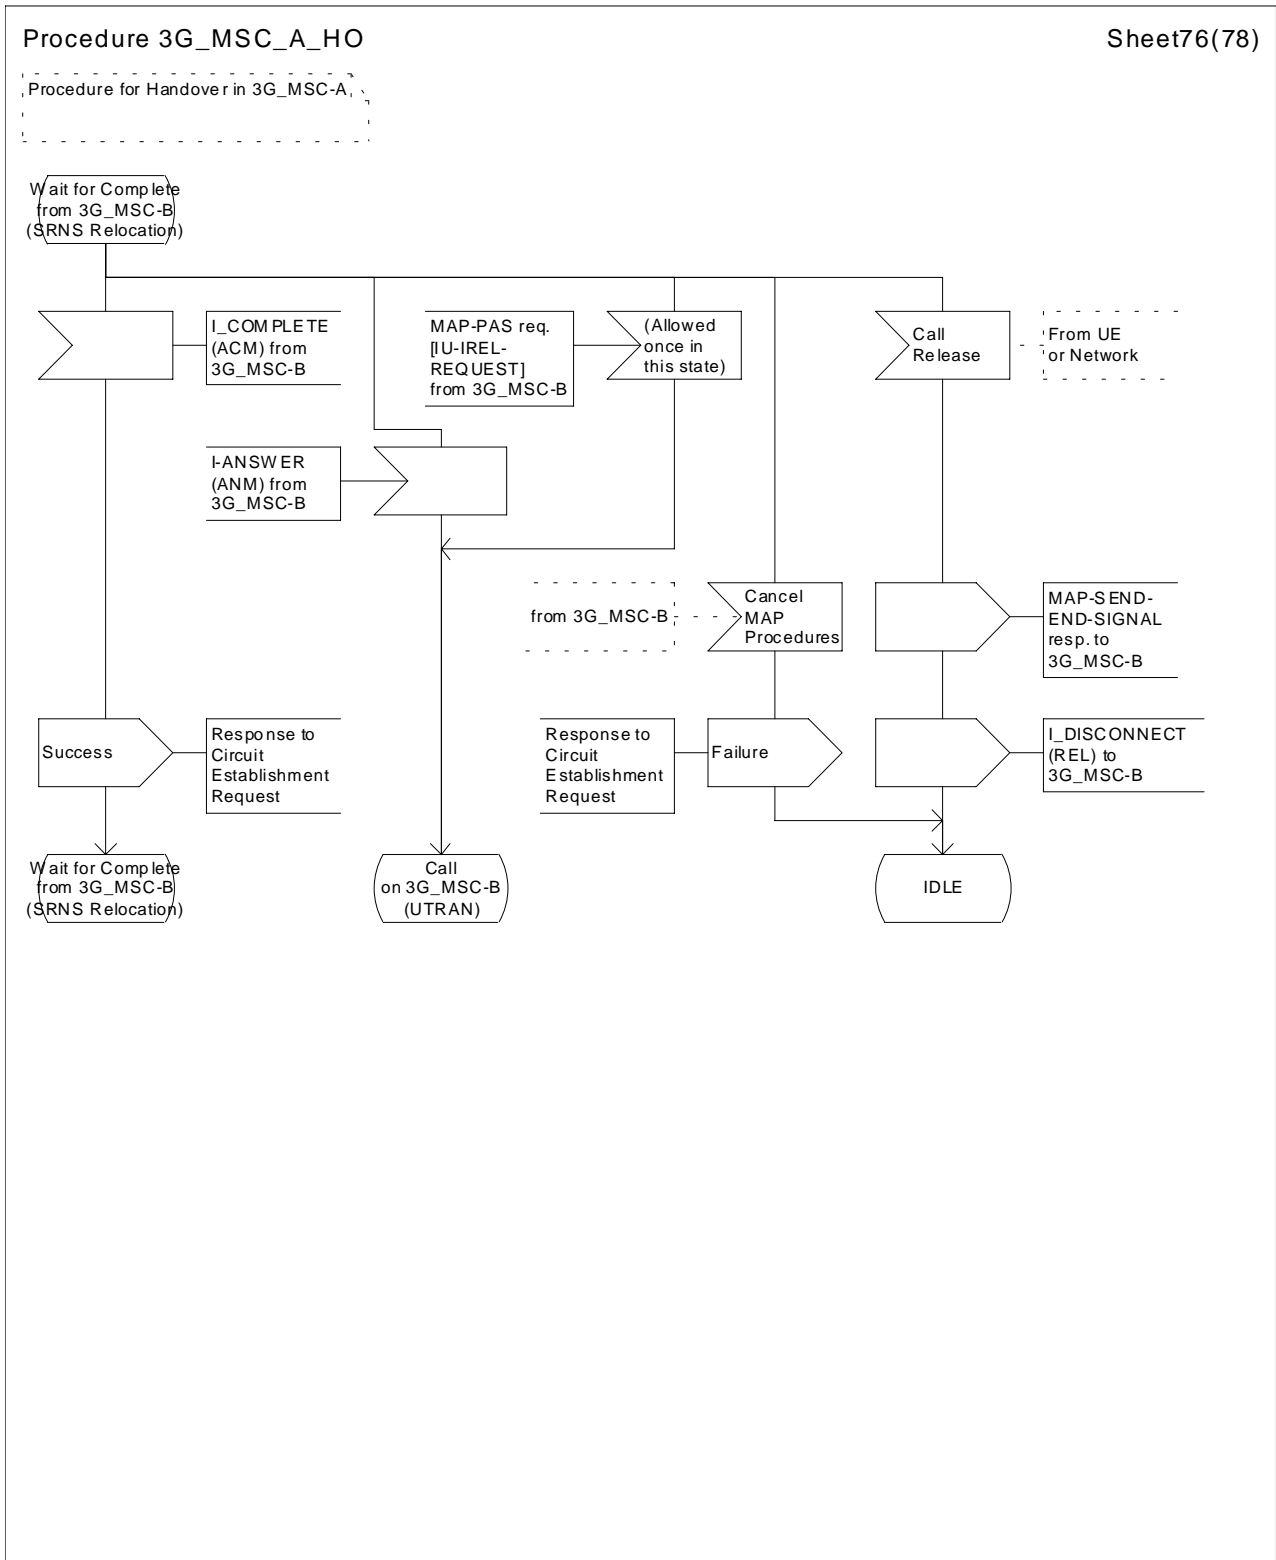 Procedure 3G_MSC_A_HO
Sheet76(78)
Procedure for Handover in 3G_MSC-A
Wait for Complete
from 3G_MSC-B
(SRNS Relocation)
I_COMPLETE
(ACM) from
3G_MSC-B
MAP-PAS req.
[IU-IREL-
REQUEST]
from 3G_MSC-B
(Allowed
once in
this state)
Call
Release
From UE
or Network
I-ANSWER
(ANM) from
3G_MSC-B
from 3G_MSC-B
Cancel
MAP
Procedures
MAP-SEND-
END-SIGNAL
resp. to
3G_MSC-B
Success
Response to
Circuit
Establishment
Request
Response to
Circuit
Establishment
Request
Failure
I_DISCONNECT
(REL) to
3G_MSC-B
Wait for Complete
from 3G_MSC-B
(SRNS Relocation)
Call
on 3G_MSC-B
(UTRAN)
IDLE